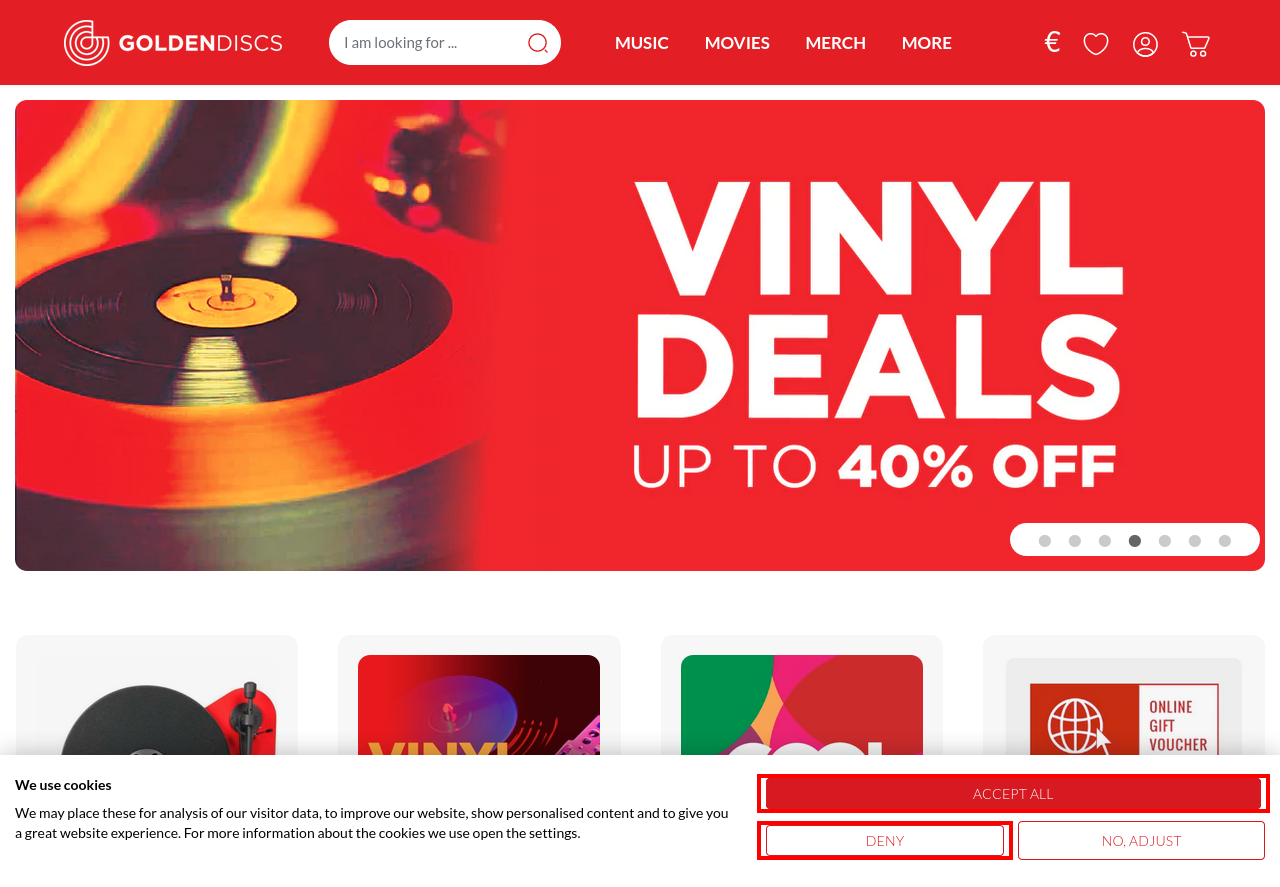 GOLDENDISCS
I am looking for ...
MUSIC
MOVIES
MERCH
MORE
€
VINYL
DEALS
UP TO 40% OFF
VINYL
ONLINE
GIFT
VOUCHER
We use cookies
We may place these for analysis of our visitor data, to improve our website, show personalised content and to give you
a great website experience. For more information about the cookies we use open the settings.
ACCEPT ALL
DENY
NO, ADJUST